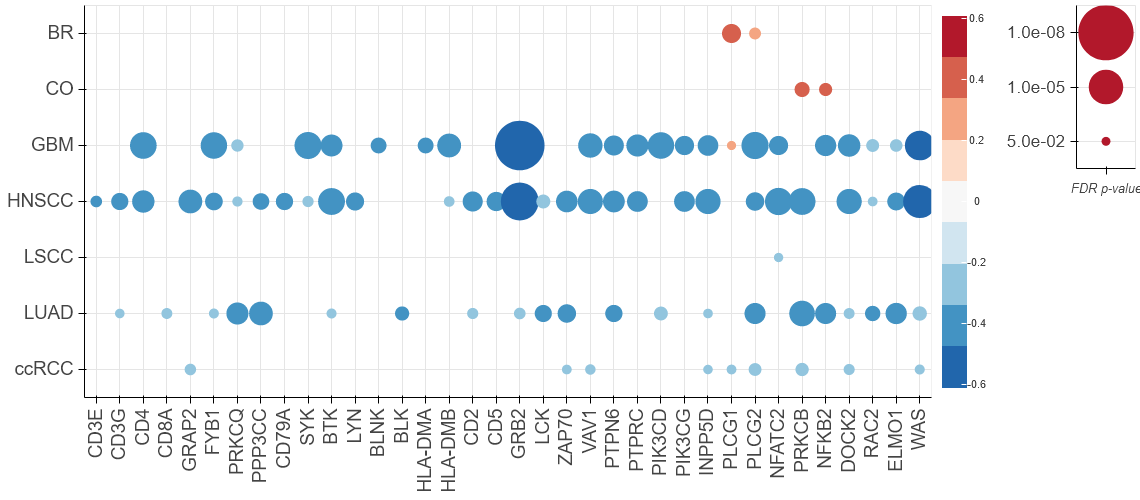 BR
CO
GBM
HNSCC
LSCC
LUAD
ccRCC
CD3E
CD3G
CD4
CD8A
GRAP2
FYB1
PRKCQ
PPP3CC
CD79A
SYK
BTK
LYN
BLNK
BLK
HLA-DMA
HLA-DMB
CD2
CD5
GRB2
LCK
ZAP70
VAV1
PTPN6
PTPRC
PIK3CD
PIK3CG
INPP5D
PLCG1
PLCG2
NFATC2
PRKCB
NFKB2
DOCK2
RAC2
ELMO1
WAS
0.6
0.4
0.2
0
-0.2
-0.4
-0.6
1.0e-08
1.0e-05
5.0e-02
FDR p-value